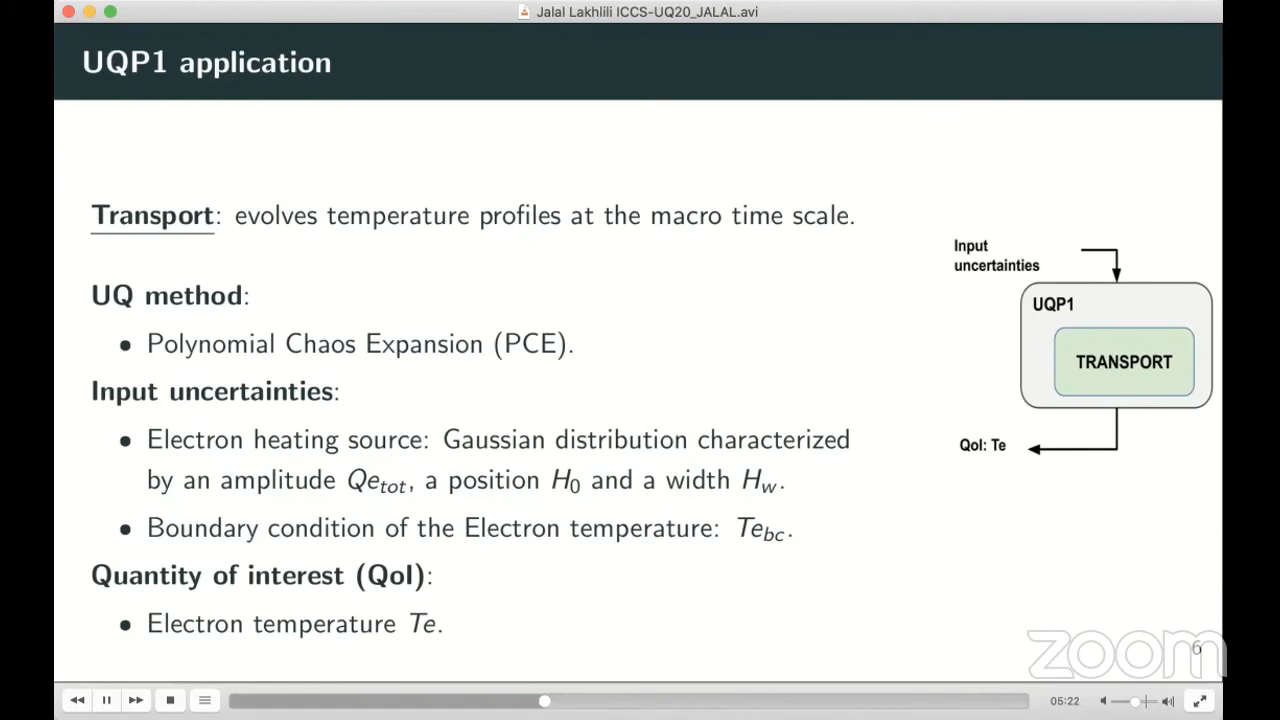 Jalal Lakhlili ICCS-UQ20_JALAL.avi
UQP1 application
Transport: evolves temperature profiles at the macro time scale.
UQ method:
• Polynomial Chaos Expansion (PCE).
Input uncertainties:
• Electron heating source: Gaussian distribution characterized
by an amplitude Qe_tot, a position H_0 and a width H_w.
• Boundary condition of the Electron temperature: Te_bc.
Quantity of interest (QoI):
• Electron temperature Te.
Input
uncertainties
UQP1
TRANSPORT
QoI: Te
zoom
6
05:22